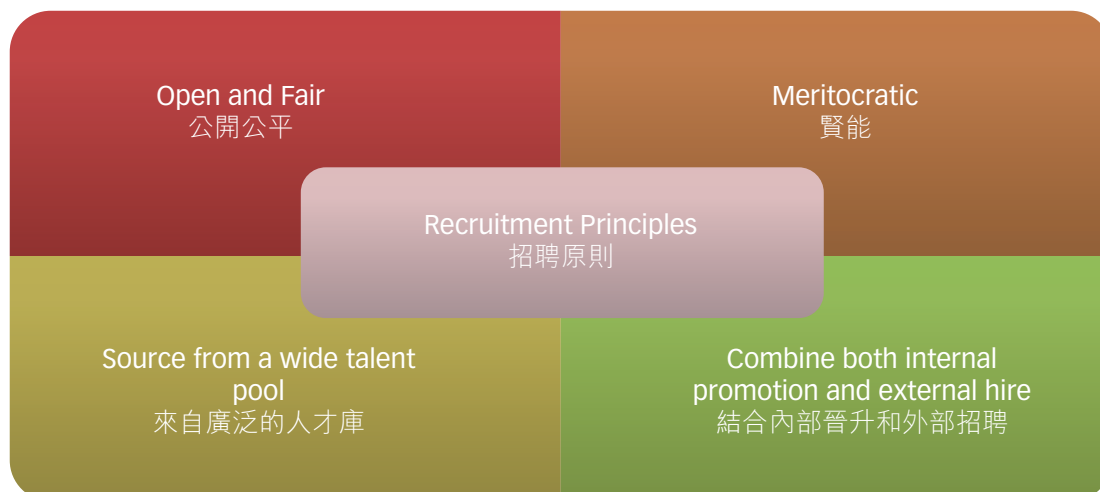 Open and Fair
公開公平
Meritocratic
賢能
Recruitment Principles
招聘原則
Source from a wide talent
pool
來自廣泛的人才庫
Combine both internal
promotion and external hire
結合內部晉升和外部招聘